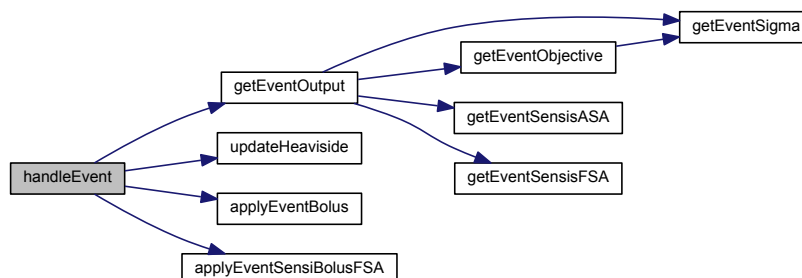 getEventSigma
getEventObjective
getEventOutput
getEventSensisASA
updateHeaviside
handleEvent
getEventSensisFSA
applyEventBolus
applyEventSensiBolusFSA